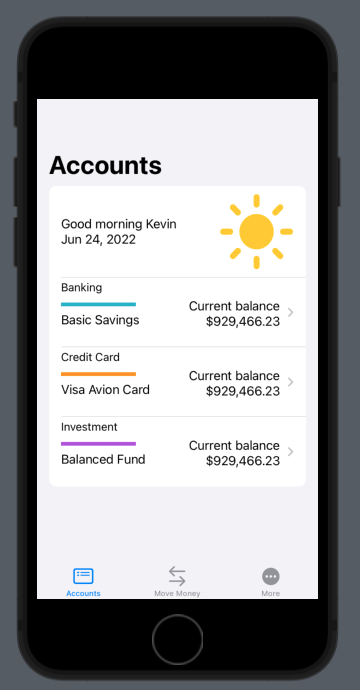 Accounts
Good morning Kevin
Jun 24, 2022
Banking
Basic Savings
Current balance
$929,466.23
Credit Card
Visa Avion Card
Current balance
$929,466.23
Investment
Balanced Fund
Current balance
$929,466.23
Accounts
Move Money
More